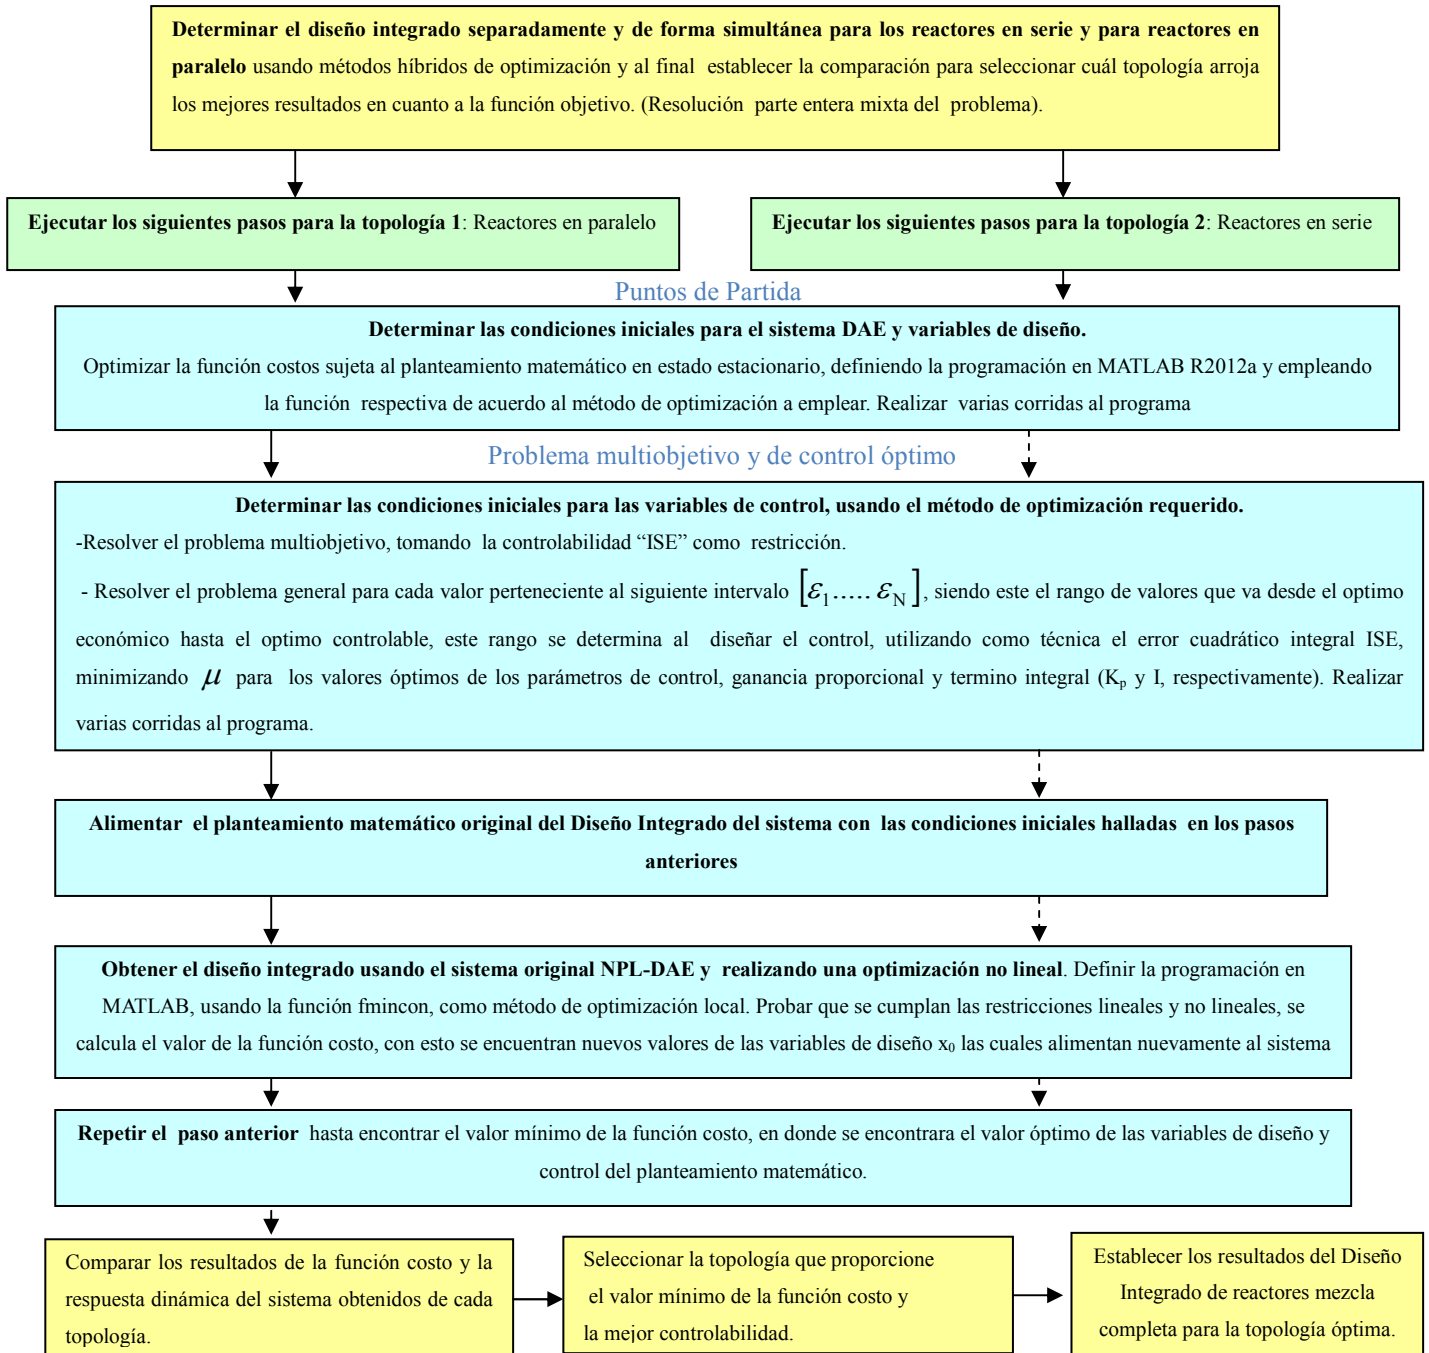 Determinar el diseño integrado separadamente y de forma simultánea para los reactores en serie y para reactores en
paralelo usando métodos híbridos de optimización y al final establecer la comparación para seleccionar cuál topología arroja
los mejores resultados en cuanto a la función objetivo. (Resolución parte entera mixta del problema).
Ejecutar los siguientes pasos para la topología 1: Reactores en paralelo
Ejecutar los siguientes pasos para la topología 2: Reactores en serie
Puntos de Partida
Determinar las condiciones iniciales para el sistema DAE y variables de diseño.
Optimizar la función costos sujeta al planteamiento matemático en estado estacionario, definiendo la programación en MATLAB R2012a y empleando
la función respectiva de acuerdo al método de optimización a emplear. Realizar varias corridas al programa
Problema multiobjetivo y de control óptimo
Determinar las condiciones iniciales para las variables de control, usando el método de optimización requerido.
-Resolver el problema multiobjetivo, tomando la controlabilidad “ISE” como restricción.
- Resolver el problema general para cada valor perteneciente al siguiente intervalo [ε₁..... ε_N], siendo este el rango de valores que va desde el optimo
económico hasta el optimo controlable, este rango se determina al diseñar el control, utilizando como técnica el error cuadrático integral ISE,
minimizando μ para los valores óptimos de los parámetros de control, ganancia proporcional y termino integral (Kₚ y I, respectivamente). Realizar
varias corridas al programa.
Alimentar el planteamiento matemático original del Diseño Integrado del sistema con las condiciones iniciales halladas en los pasos
anteriores
Obtener el diseño integrado usando el sistema original NPL-DAE y realizando una optimización no lineal. Definir la programación en
MATLAB, usando la función fmincon, como método de optimización local. Probar que se cumplan las restricciones lineales y no lineales, se
calcula el valor de la función costo, con esto se encuentran nuevos valores de las variables de diseño x₀ las cuales alimentan nuevamente al sistema
Repetir el paso anterior hasta encontrar el valor mínimo de la función costo, en donde se encontrara el valor óptimo de las variables de diseño y
control del planteamiento matemático.
Comparar los resultados de la función costo y la
respuesta dinámica del sistema obtenidos de cada
topología.
Seleccionar la topología que proporcione
el valor mínimo de la función costo y
la mejor controlabilidad.
Establecer los resultados del Diseño
Integrado de reactores mezcla
completa para la topología óptima.